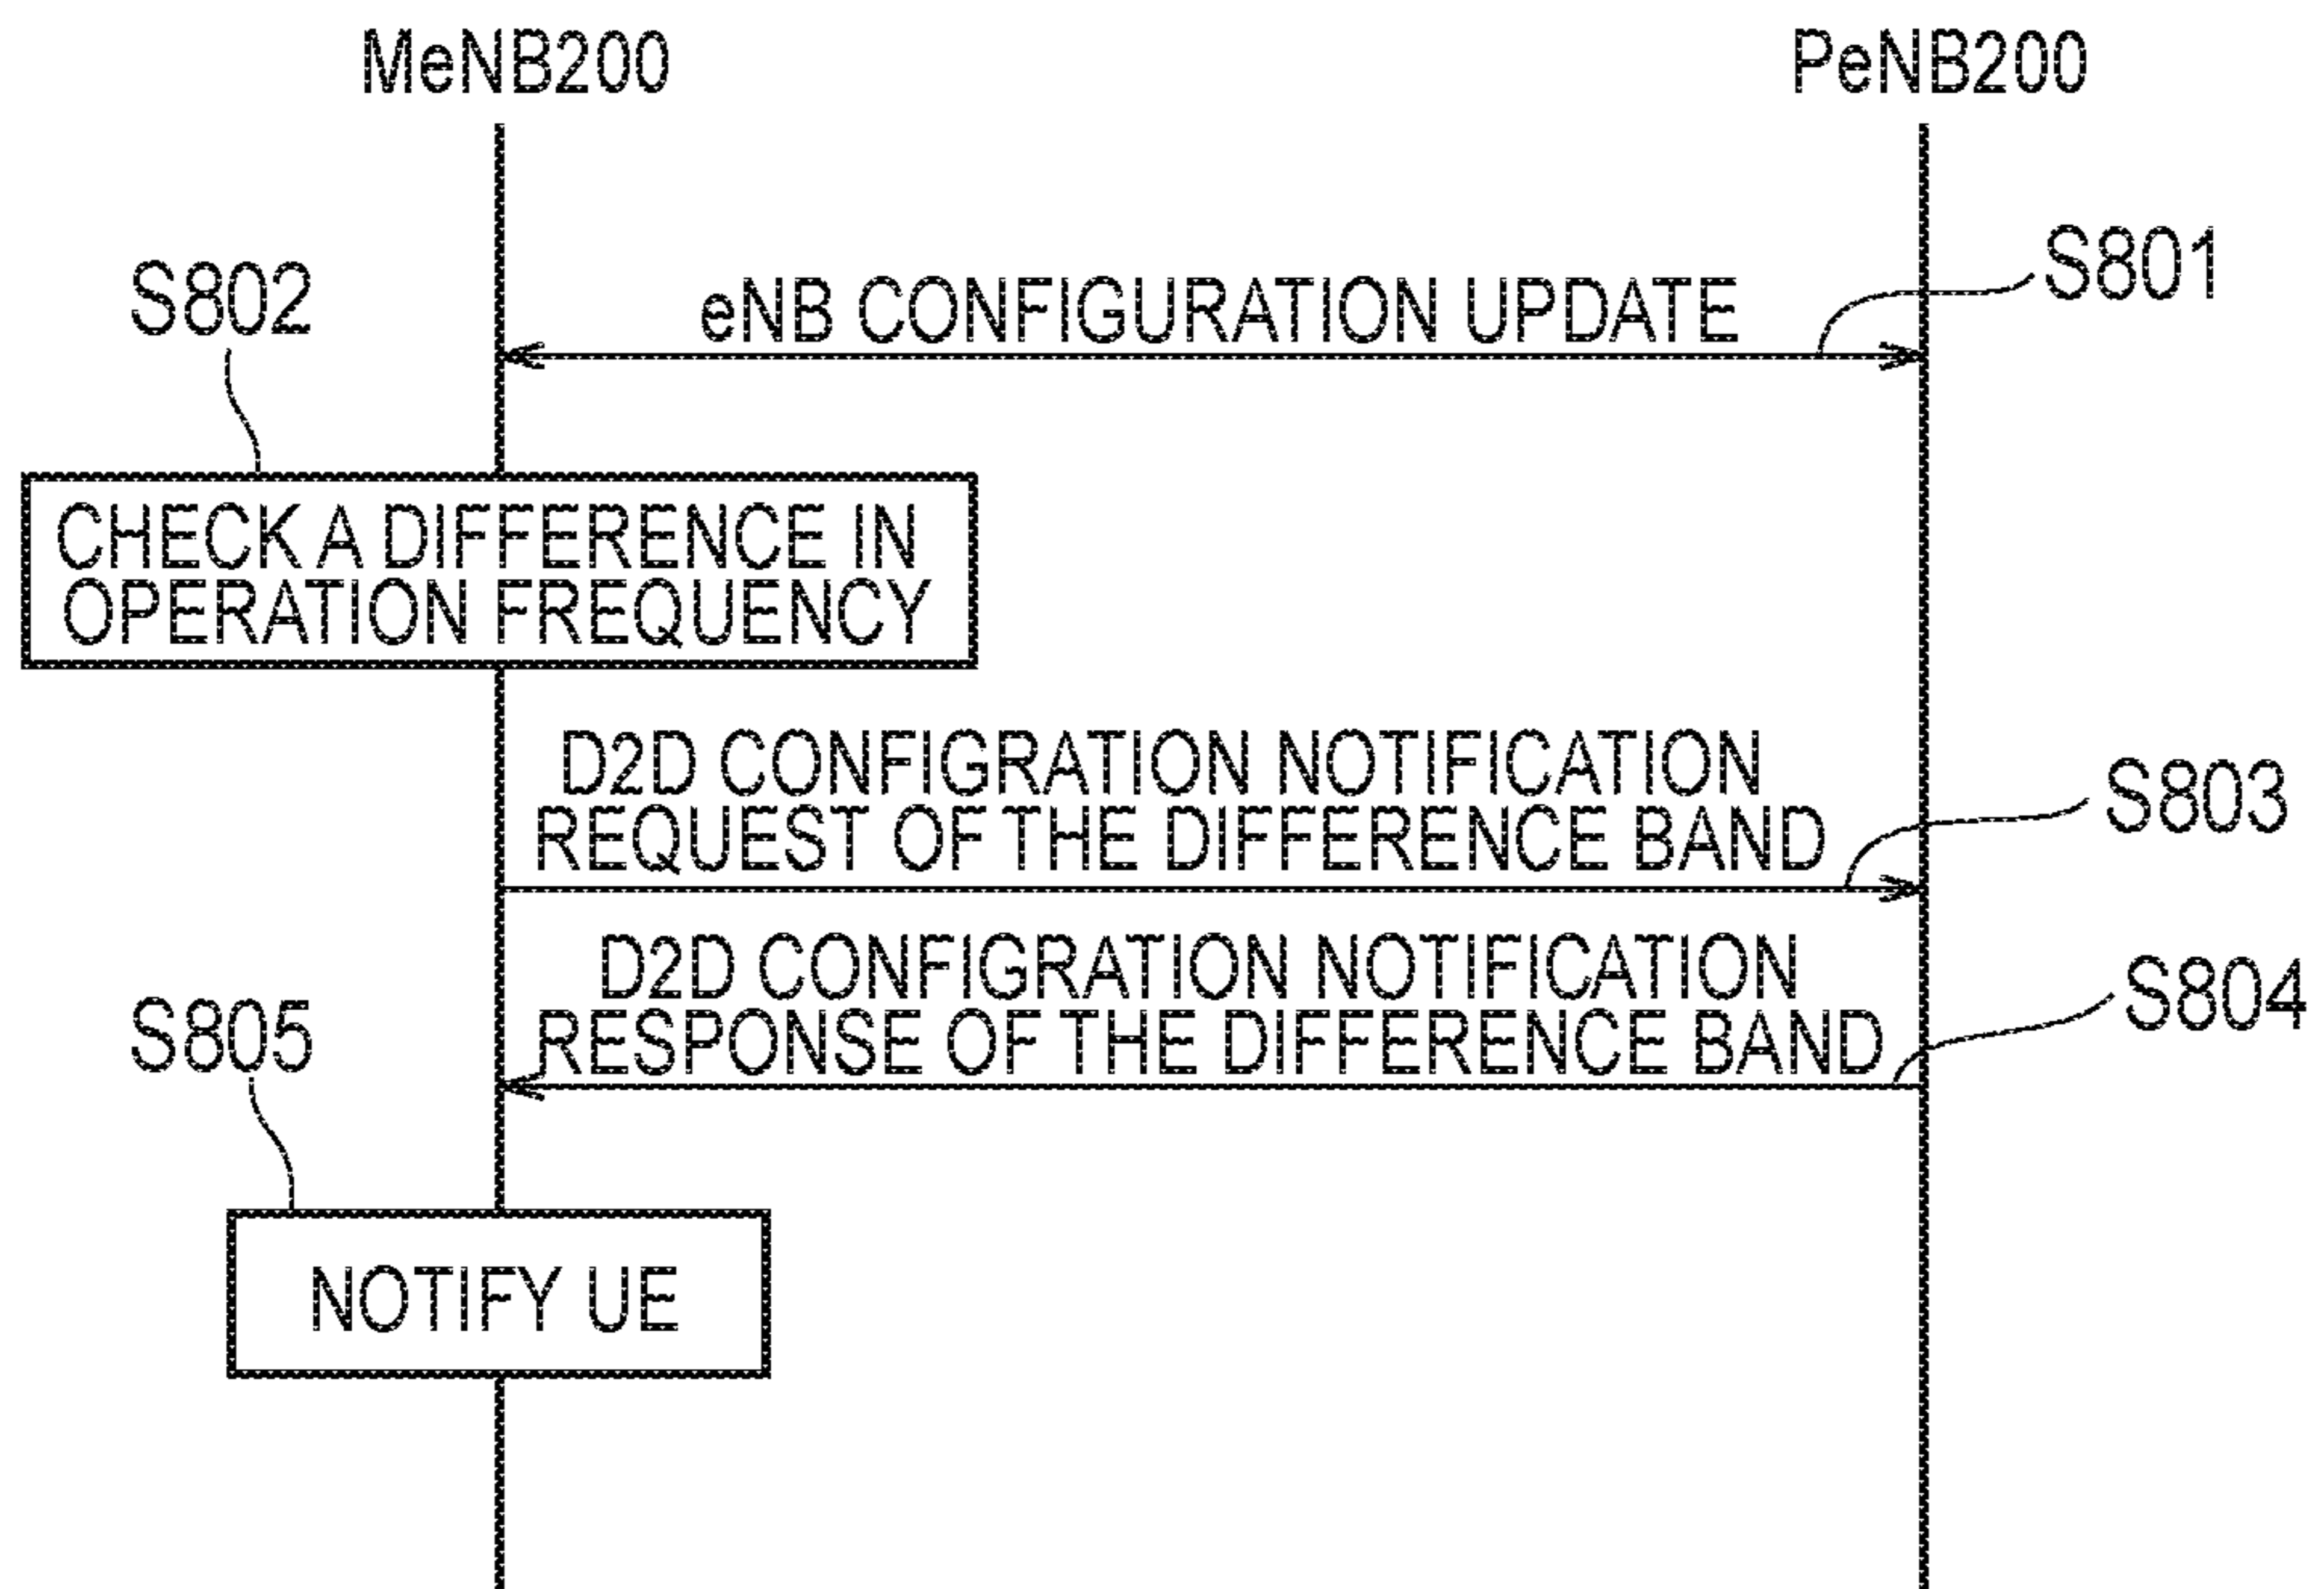 MeNB200
PeNB200
S801
eNB CONFIGURATION UPDATE
S802
CHECK A DIFFERENCE IN
OPERATION FREQUENCY
D2D CONFIGRATION NOTIFICATION
REQUEST OF THE DIFFERENCE BAND
S803
D2D CONFIGRATION NOTIFICATION
RESPONSE OF THE DIFFERENCE BAND
S804
S805
NOTIFY UE